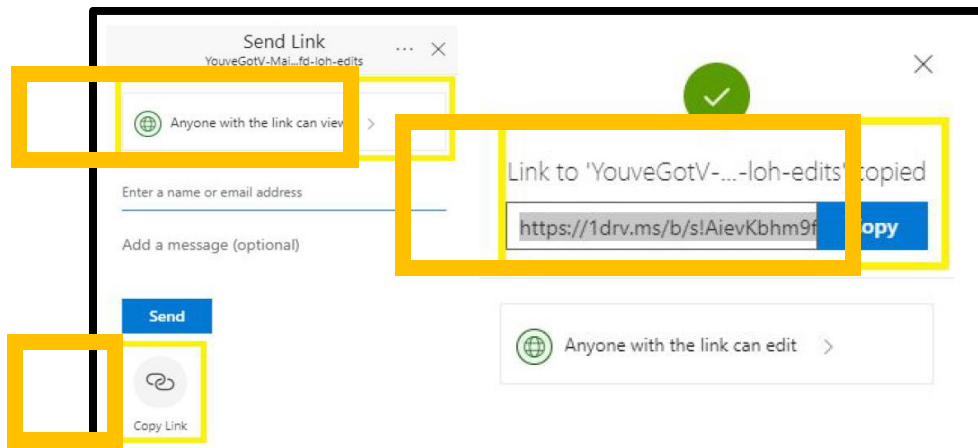 Send Link
YouveGotV-Mai...fd-loh-edits
Anyone with the link can view
Enter a name or email address
Add a message (optional)
Send
Copy Link
Link to 'YouveGotV-...-loh-edits' copied
https://1drv.ms/b/s!AievKbhm9f
Copy
Anyone with the link can edit